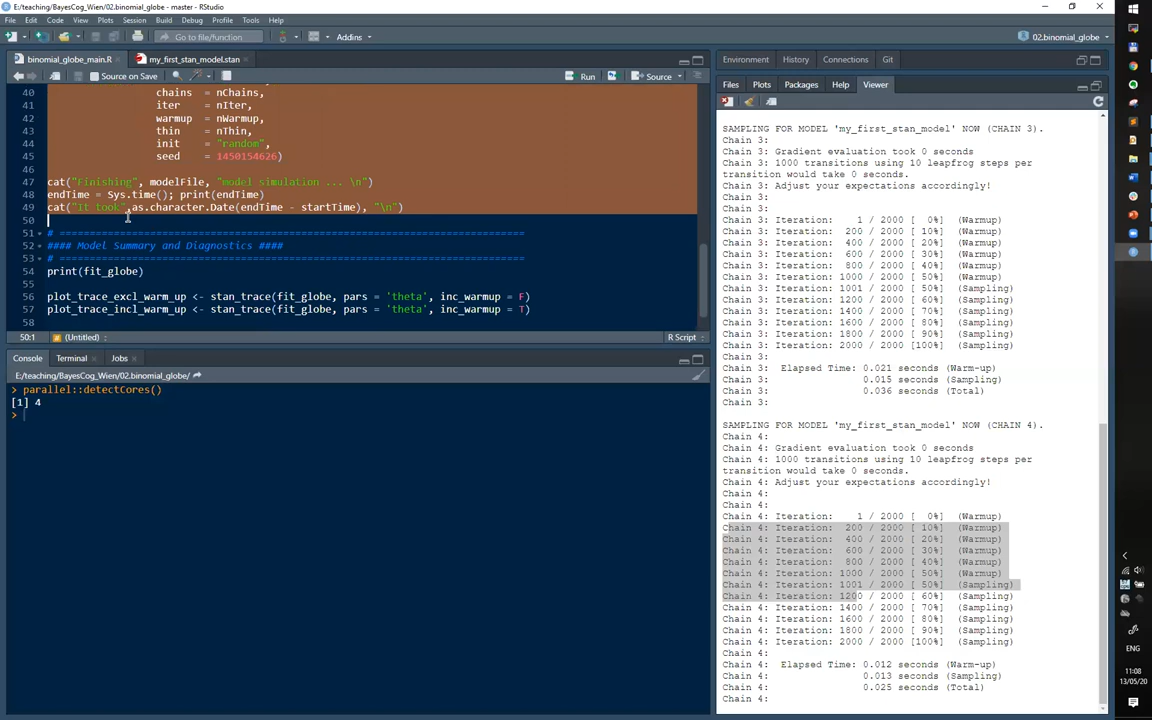 E:/teaching/BayesCog_Wien/02.binomial_globe - master - RStudio
File Edit Code View Plots Session Build Debug Profile Tools Help
Go to file/function Addins 02.binomial_globe
binomial_globe_main.R my_first_stan_model.stan
Source on Save Run Source
40 chains = nChains,
41 iter = nIter,
42 warmup = nWarmup,
43 thin = nThin,
44 init = "random",
45 seed = 1450154626)
46
47 cat("Finishing", modelFile, "model simulation ... \n")
48 endTime = Sys.time(); print(endTime)
49 cat("It took",as.character.Date(endTime - startTime), "\n")
50
51 # =============================================================================
52 #### Model Summary and Diagnostics ####
53 # =============================================================================
54 print(fit_globe)
55
56 plot_trace_excl_warm_up <- stan_trace(fit_globe, pars = 'theta', inc_warmup = F)
57 plot_trace_incl_warm_up <- stan_trace(fit_globe, pars = 'theta', inc_warmup = T)
58
50:1 (Untitled) R Script
Console Terminal Jobs
E:/teaching/BayesCog_Wien/02.binomial_globe/
> parallel::detectCores()
[1] 4
>
Environment History Connections Git
Files Plots Packages Help Viewer
SAMPLING FOR MODEL 'my_first_stan_model' NOW (CHAIN 3).
Chain 3:
Chain 3: Gradient evaluation took 0 seconds
Chain 3: 1000 transitions using 10 leapfrog steps per
transition would take 0 seconds.
Chain 3: Adjust your expectations accordingly!
Chain 3:
Chain 3:
Chain 3: Iteration: 1 / 2000 [ 0%] (Warmup)
Chain 3: Iteration: 200 / 2000 [ 10%] (Warmup)
Chain 3: Iteration: 400 / 2000 [ 20%] (Warmup)
Chain 3: Iteration: 600 / 2000 [ 30%] (Warmup)
Chain 3: Iteration: 800 / 2000 [ 40%] (Warmup)
Chain 3: Iteration: 1000 / 2000 [ 50%] (Warmup)
Chain 3: Iteration: 1001 / 2000 [ 50%] (Sampling)
Chain 3: Iteration: 1200 / 2000 [ 60%] (Sampling)
Chain 3: Iteration: 1400 / 2000 [ 70%] (Sampling)
Chain 3: Iteration: 1600 / 2000 [ 80%] (Sampling)
Chain 3: Iteration: 1800 / 2000 [ 90%] (Sampling)
Chain 3: Iteration: 2000 / 2000 [100%] (Sampling)
Chain 3:
Chain 3: Elapsed Time: 0.021 seconds (Warm-up)
Chain 3: 0.015 seconds (Sampling)
Chain 3: 0.036 seconds (Total)
Chain 3:
SAMPLING FOR MODEL 'my_first_stan_model' NOW (CHAIN 4).
Chain 4:
Chain 4: Gradient evaluation took 0 seconds
Chain 4: 1000 transitions using 10 leapfrog steps per
transition would take 0 seconds.
Chain 4: Adjust your expectations accordingly!
Chain 4:
Chain 4:
Chain 4: Iteration: 1 / 2000 [ 0%] (Warmup)
Chain 4: Iteration: 200 / 2000 [ 10%] (Warmup)
Chain 4: Iteration: 400 / 2000 [ 20%] (Warmup)
Chain 4: Iteration: 600 / 2000 [ 30%] (Warmup)
Chain 4: Iteration: 800 / 2000 [ 40%] (Warmup)
Chain 4: Iteration: 1000 / 2000 [ 50%] (Warmup)
Chain 4: Iteration: 1001 / 2000 [ 50%] (Sampling)
Chain 4: Iteration: 1200 / 2000 [ 60%] (Sampling)
Chain 4: Iteration: 1400 / 2000 [ 70%] (Sampling)
Chain 4: Iteration: 1600 / 2000 [ 80%] (Sampling)
Chain 4: Iteration: 1800 / 2000 [ 90%] (Sampling)
Chain 4: Iteration: 2000 / 2000 [100%] (Sampling)
Chain 4:
Chain 4: Elapsed Time: 0.012 seconds (Warm-up)
Chain 4: 0.013 seconds (Sampling)
Chain 4: 0.025 seconds (Total)
Chain 4:
ENG
11:08
13/05/20